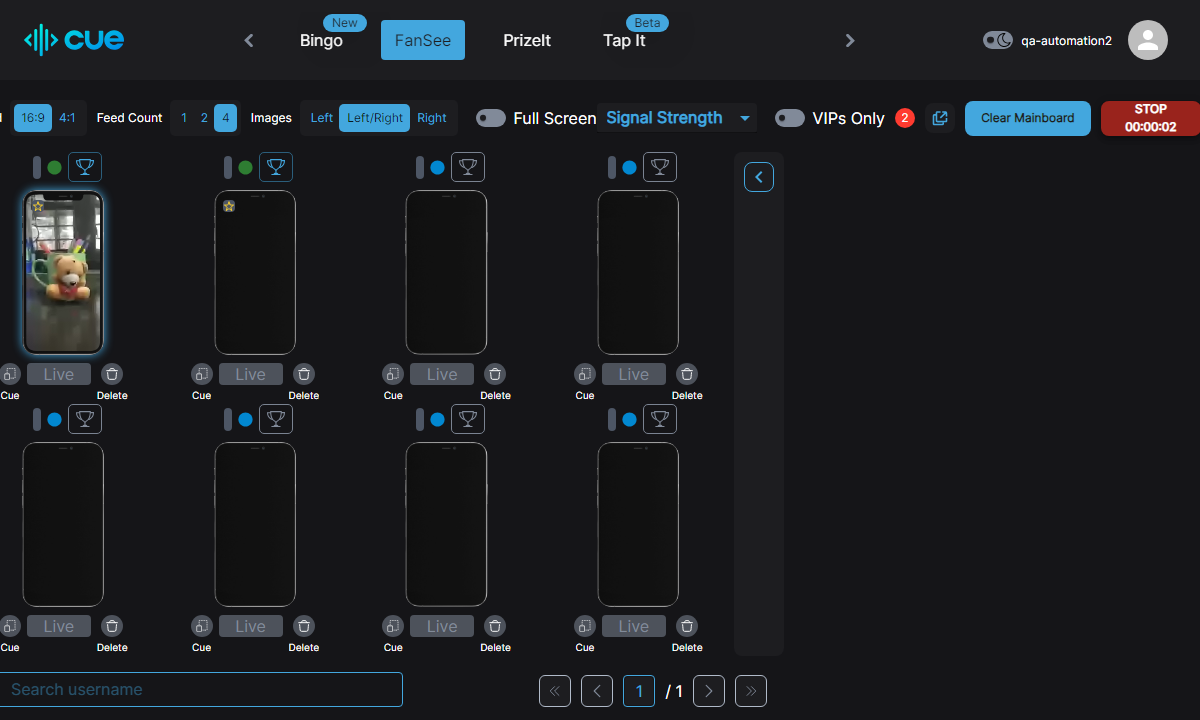 cue
Bingo
New
FanSee
PrizeIt
Tap It
Beta
qa-automation2
16:9
4:1
Feed Count
1
2
4
Images
Left
Left/Right
Right
Full Screen
Signal Strength
VIPs Only
2
Clear Mainboard
STOP
00:00:02
Live
Cue
Delete
Live
Cue
Delete
Live
Cue
Delete
Live
Cue
Delete
Live
Cue
Delete
Live
Cue
Delete
Live
Cue
Delete
Live
Cue
Delete
Search username
1
/ 1